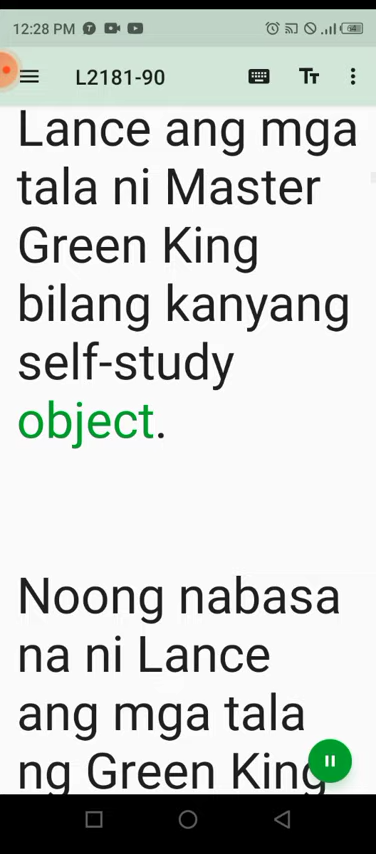 12:28 PM
L2181-90
Lance ang mga
tala ni Master
Green King
bilang kanyang
self-study
object.
Noong nabasa
na ni Lance
ang mga tala
ng Green King